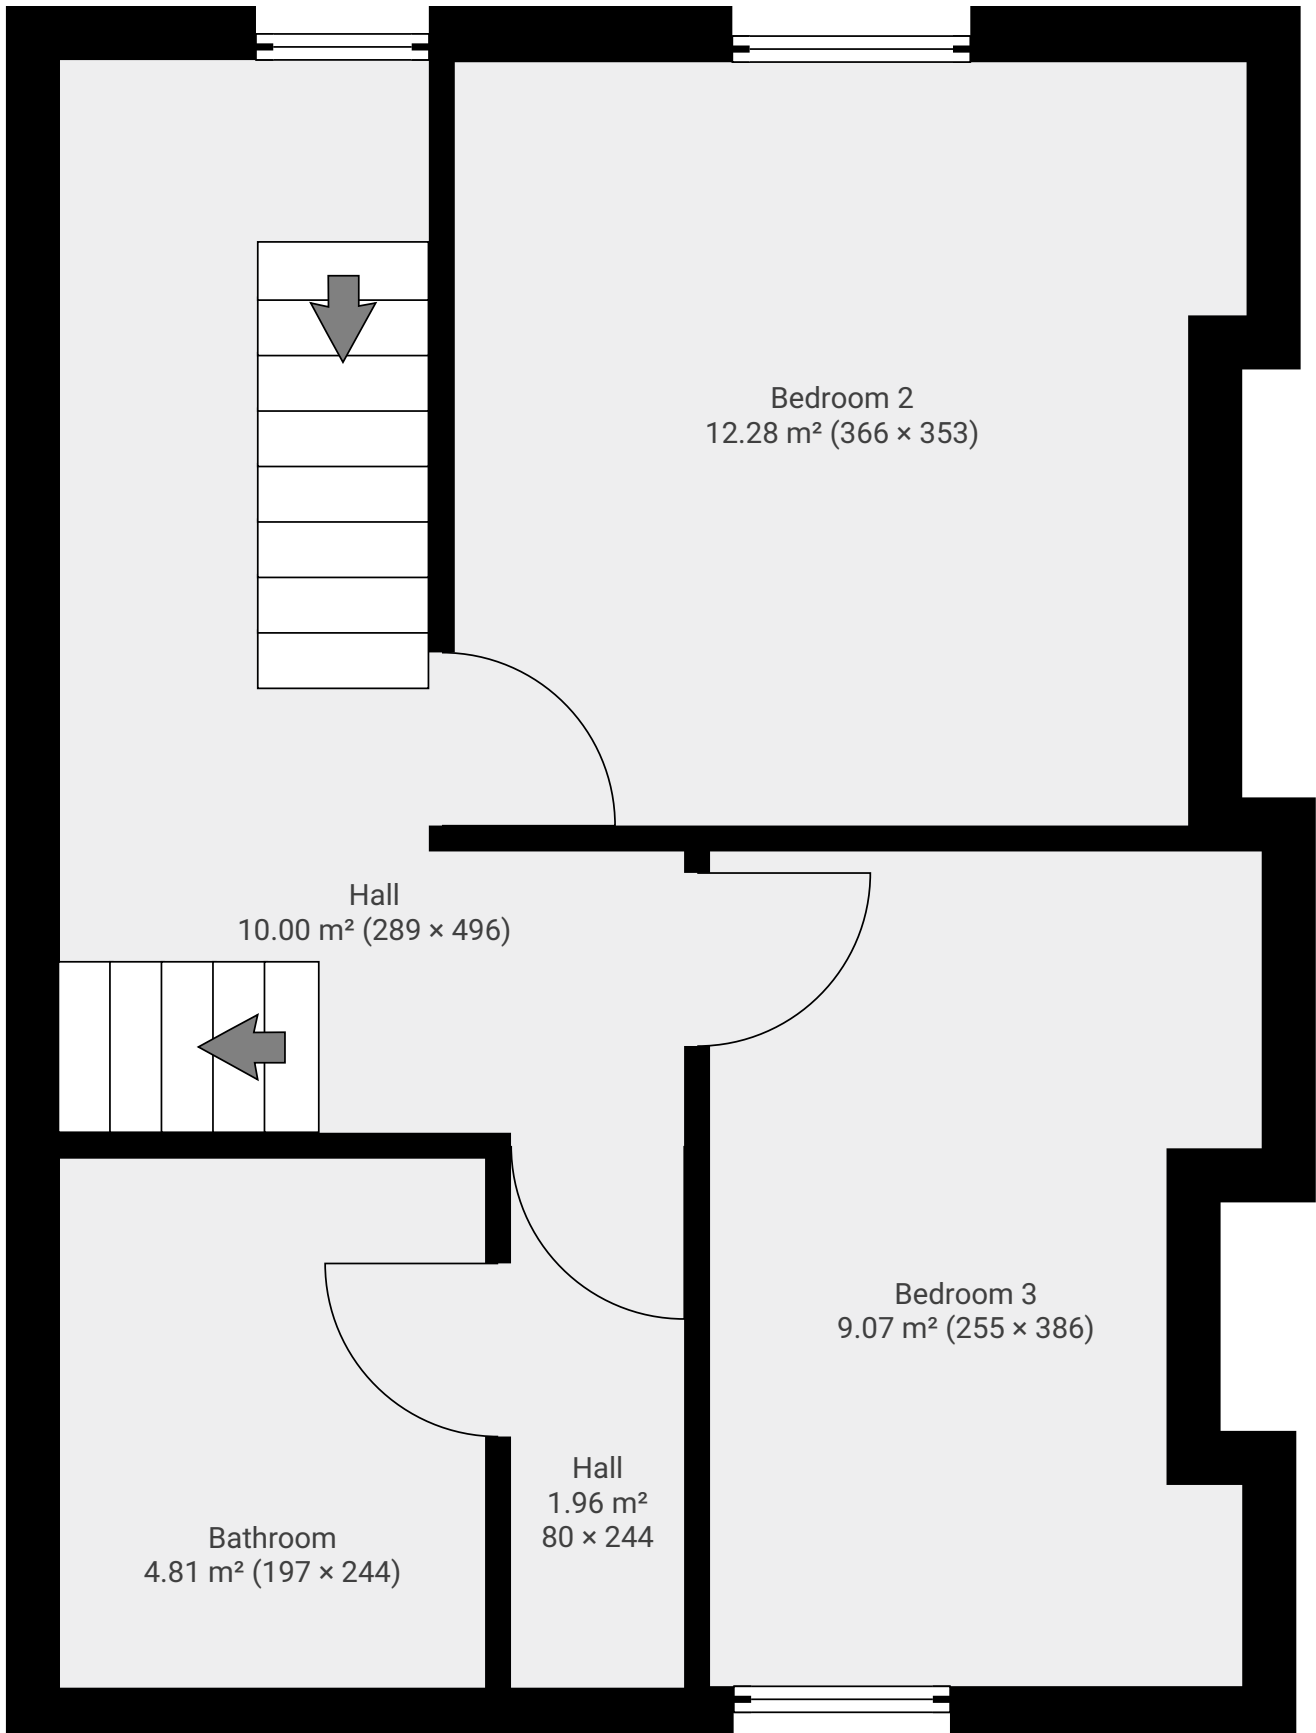 Bedroom 2
12.28 m² (366 × 353)
Hall
10.00 m² (289 × 496)
Bedroom 3
9.07 m² (255 × 386)
Hall
1.96 m²
80 × 244
Bathroom
4.81 m² (197 × 244)